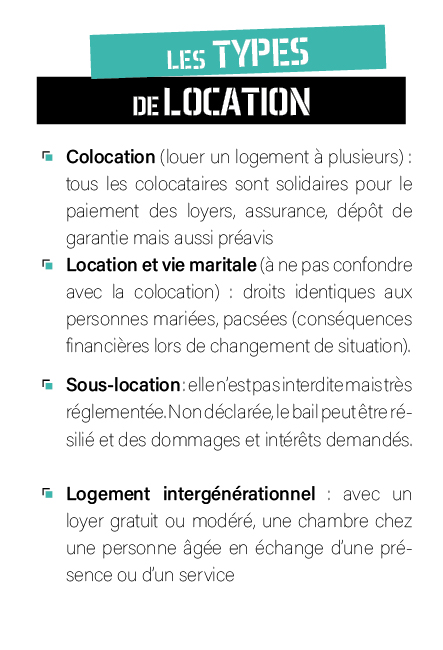 LES TYPES
DE LOCATION
Colocation (louer un logement à plusieurs) :
tous les colocataires sont solidaires pour le
paiement des loyers, assurance, dépôt de
garantie mais aussi préavis
Location et vie maritale (à ne pas confondre
avec la colocation) : droits identiques aux
personnes mariées, pacsées (conséquences
financières lors de changement de situation).
Sous-location : elle n'est pas interdite mais très
réglementée. Non déclarée, le bail peut être ré-
silié et des dommages et intérêts demandés.
Logement intergénérationnel : avec un
loyer gratuit ou modéré, une chambre chez
une personne âgée en échange d'une pré-
sence ou d'un service